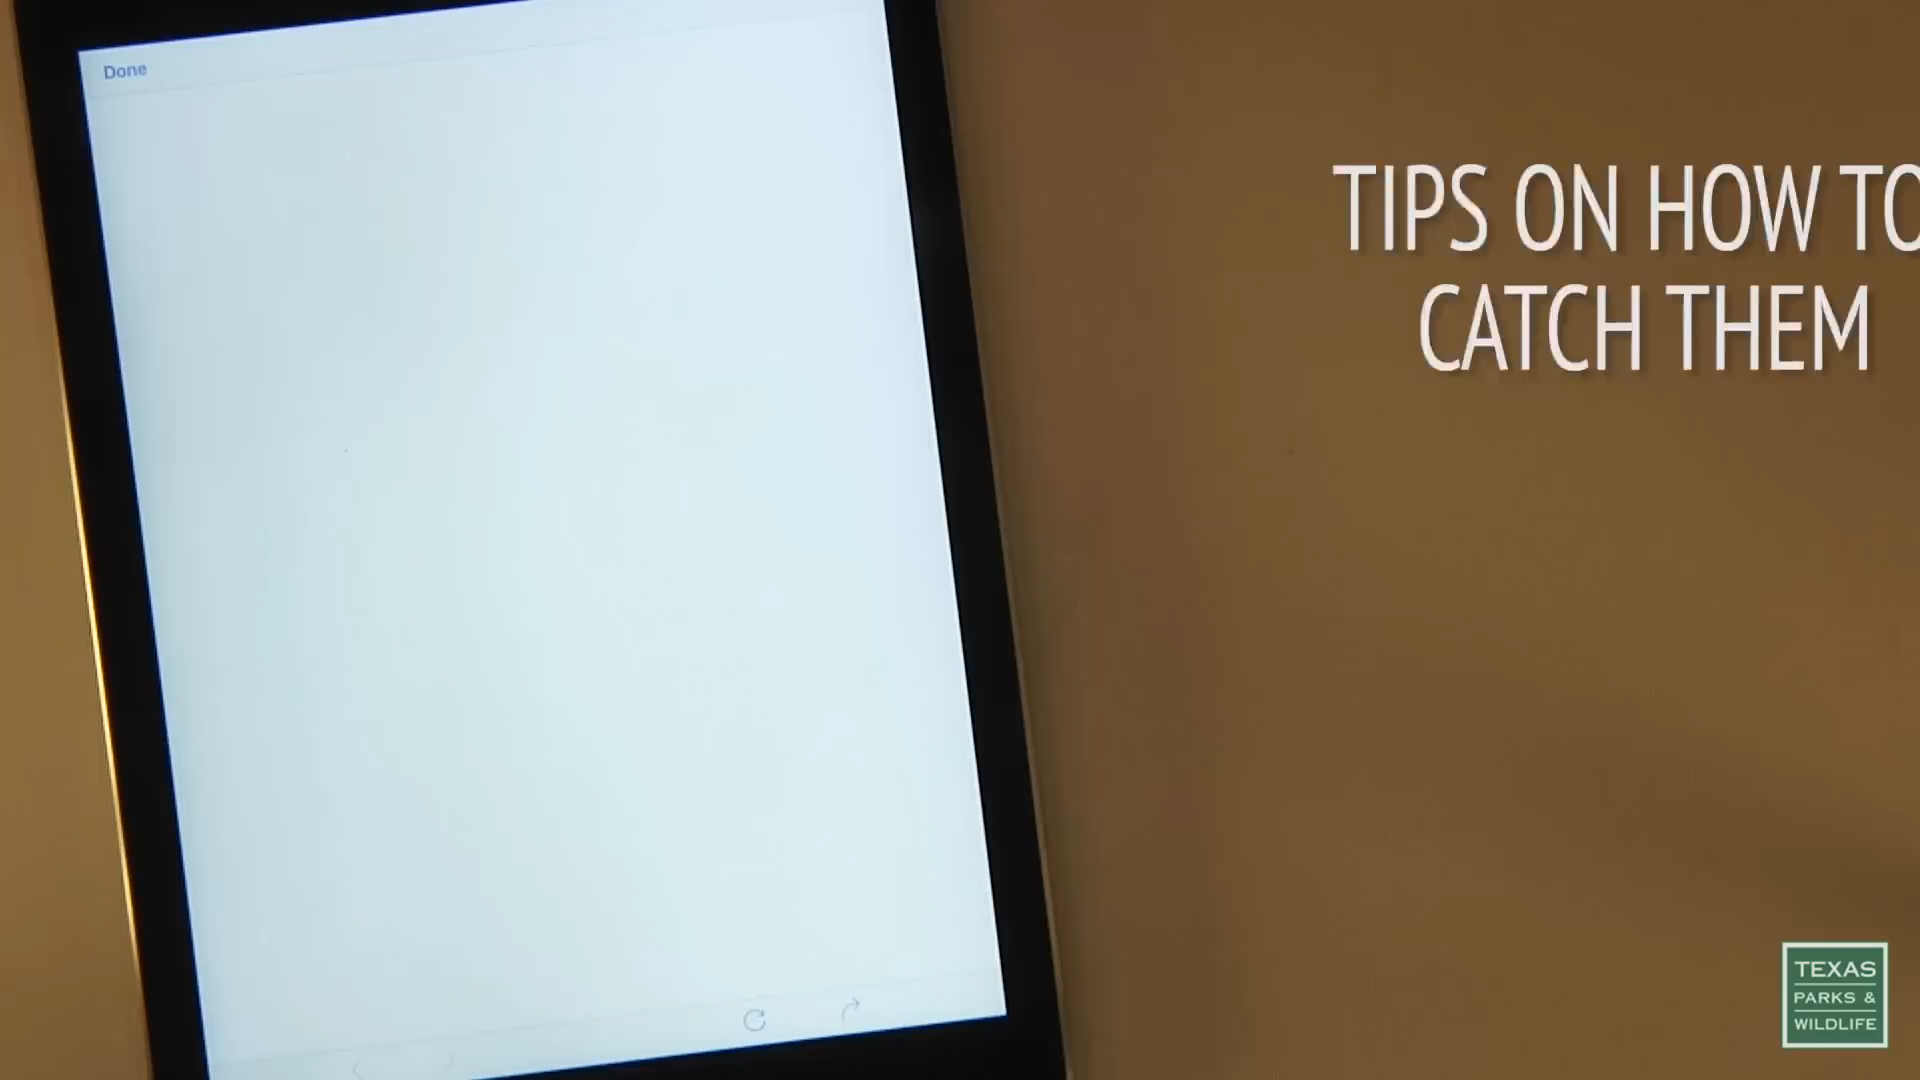 Done
TIPS ON HOW TO
CATCH THEM
TEXAS
PARKS &
WILDLIFE